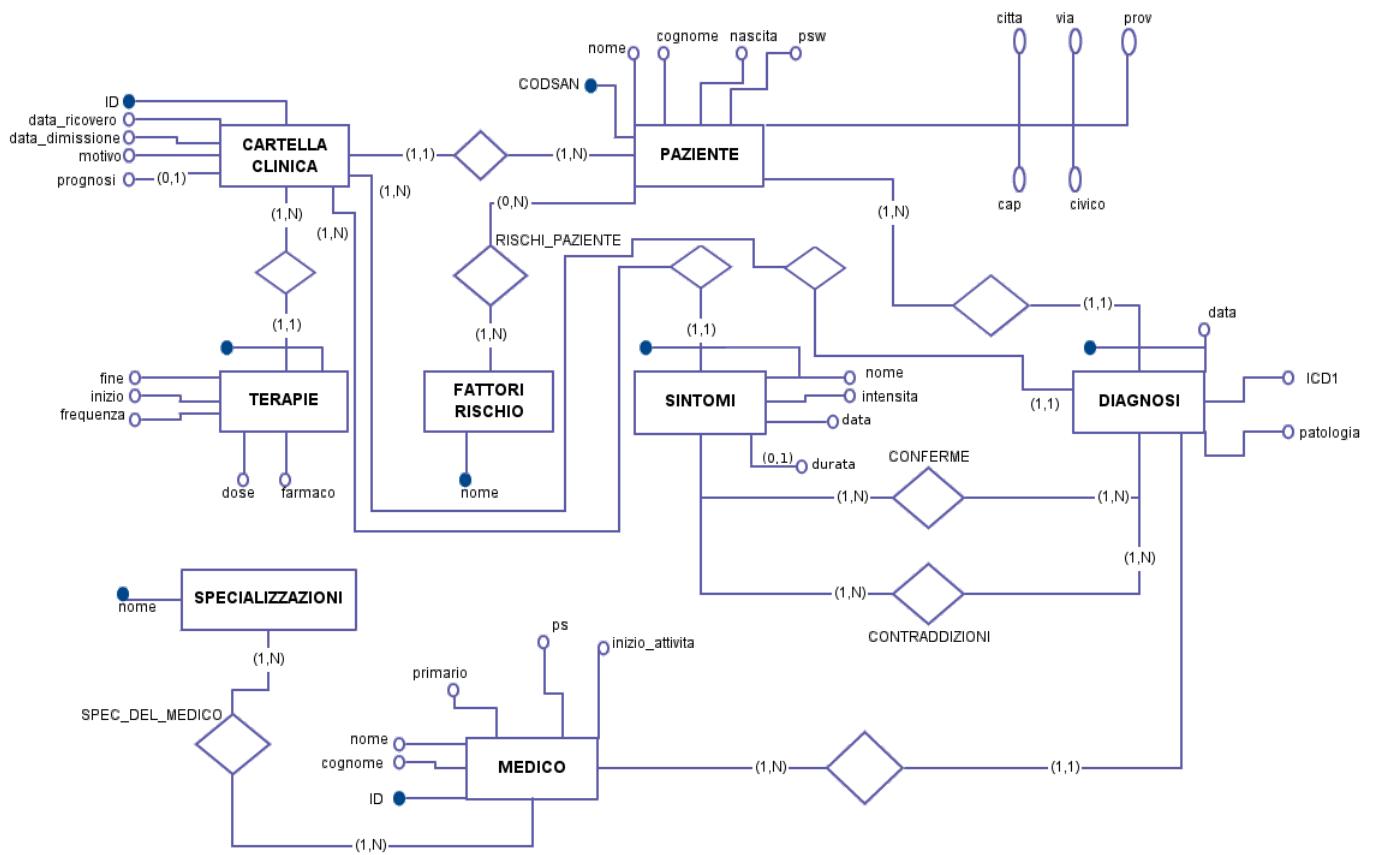 citta
via
prov
nome
cognome
nascita
psw
CODSAN
ID
data_ricovero
data_dimissione
motivo
prognosi
(0,1)
CARTELLA
CLINICA
(1,1)
(1,N)
PAZIENTE
cap
civico
(1,N)
(0,N)
(1,N)
(1,N)
(1,N)
RISCHI_PAZIENTE
(1,1)
(1,N)
(1,1)
(1,1)
data
fine
inizio
frequenza
TERAPIE
dose
farmaco
FATTORI
RISCHIO
nome
SINTOMI
nome
intensita
data
(0,1)
durata
(1,1)
DIAGNOSI
ICD1
patologia
CONFERME
(1,N)
(1,N)
(1,N)
(1,N)
CONTRADDIZIONI
nome
SPECIALIZZAZIONI
(1,N)
SPEC_DEL_MEDICO
ps
inizio_attivita
primario
nome
cognome
ID
MEDICO
(1,N)
(1,1)
(1,N)